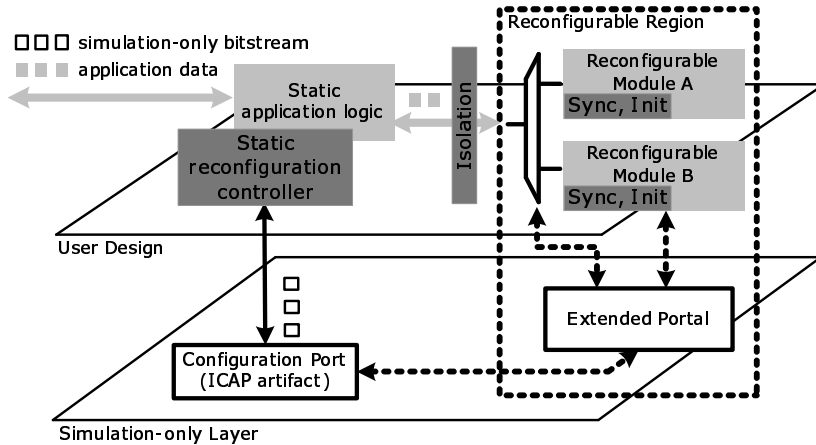 Reconfigurable Region
simulation-only bitstream
application data
Static
application logic
Static
reconfiguration
controller
Isolation
Reconfigurable
Module A
Sync, Init
Reconfigurable
Module B
Sync, Init
User Design
Extended Portal
Configuration Port
(ICAP artifact)
Simulation-only Layer